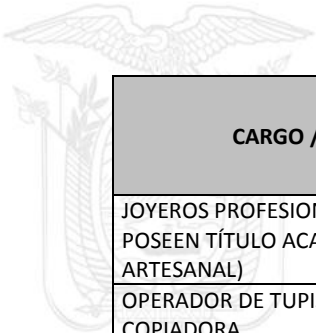 CARGO /
JOYEROS PROFESION
POSEEN TÍTULO ACA
ARTESANAL)
OPERADOR DE TUPI
COPIADORA